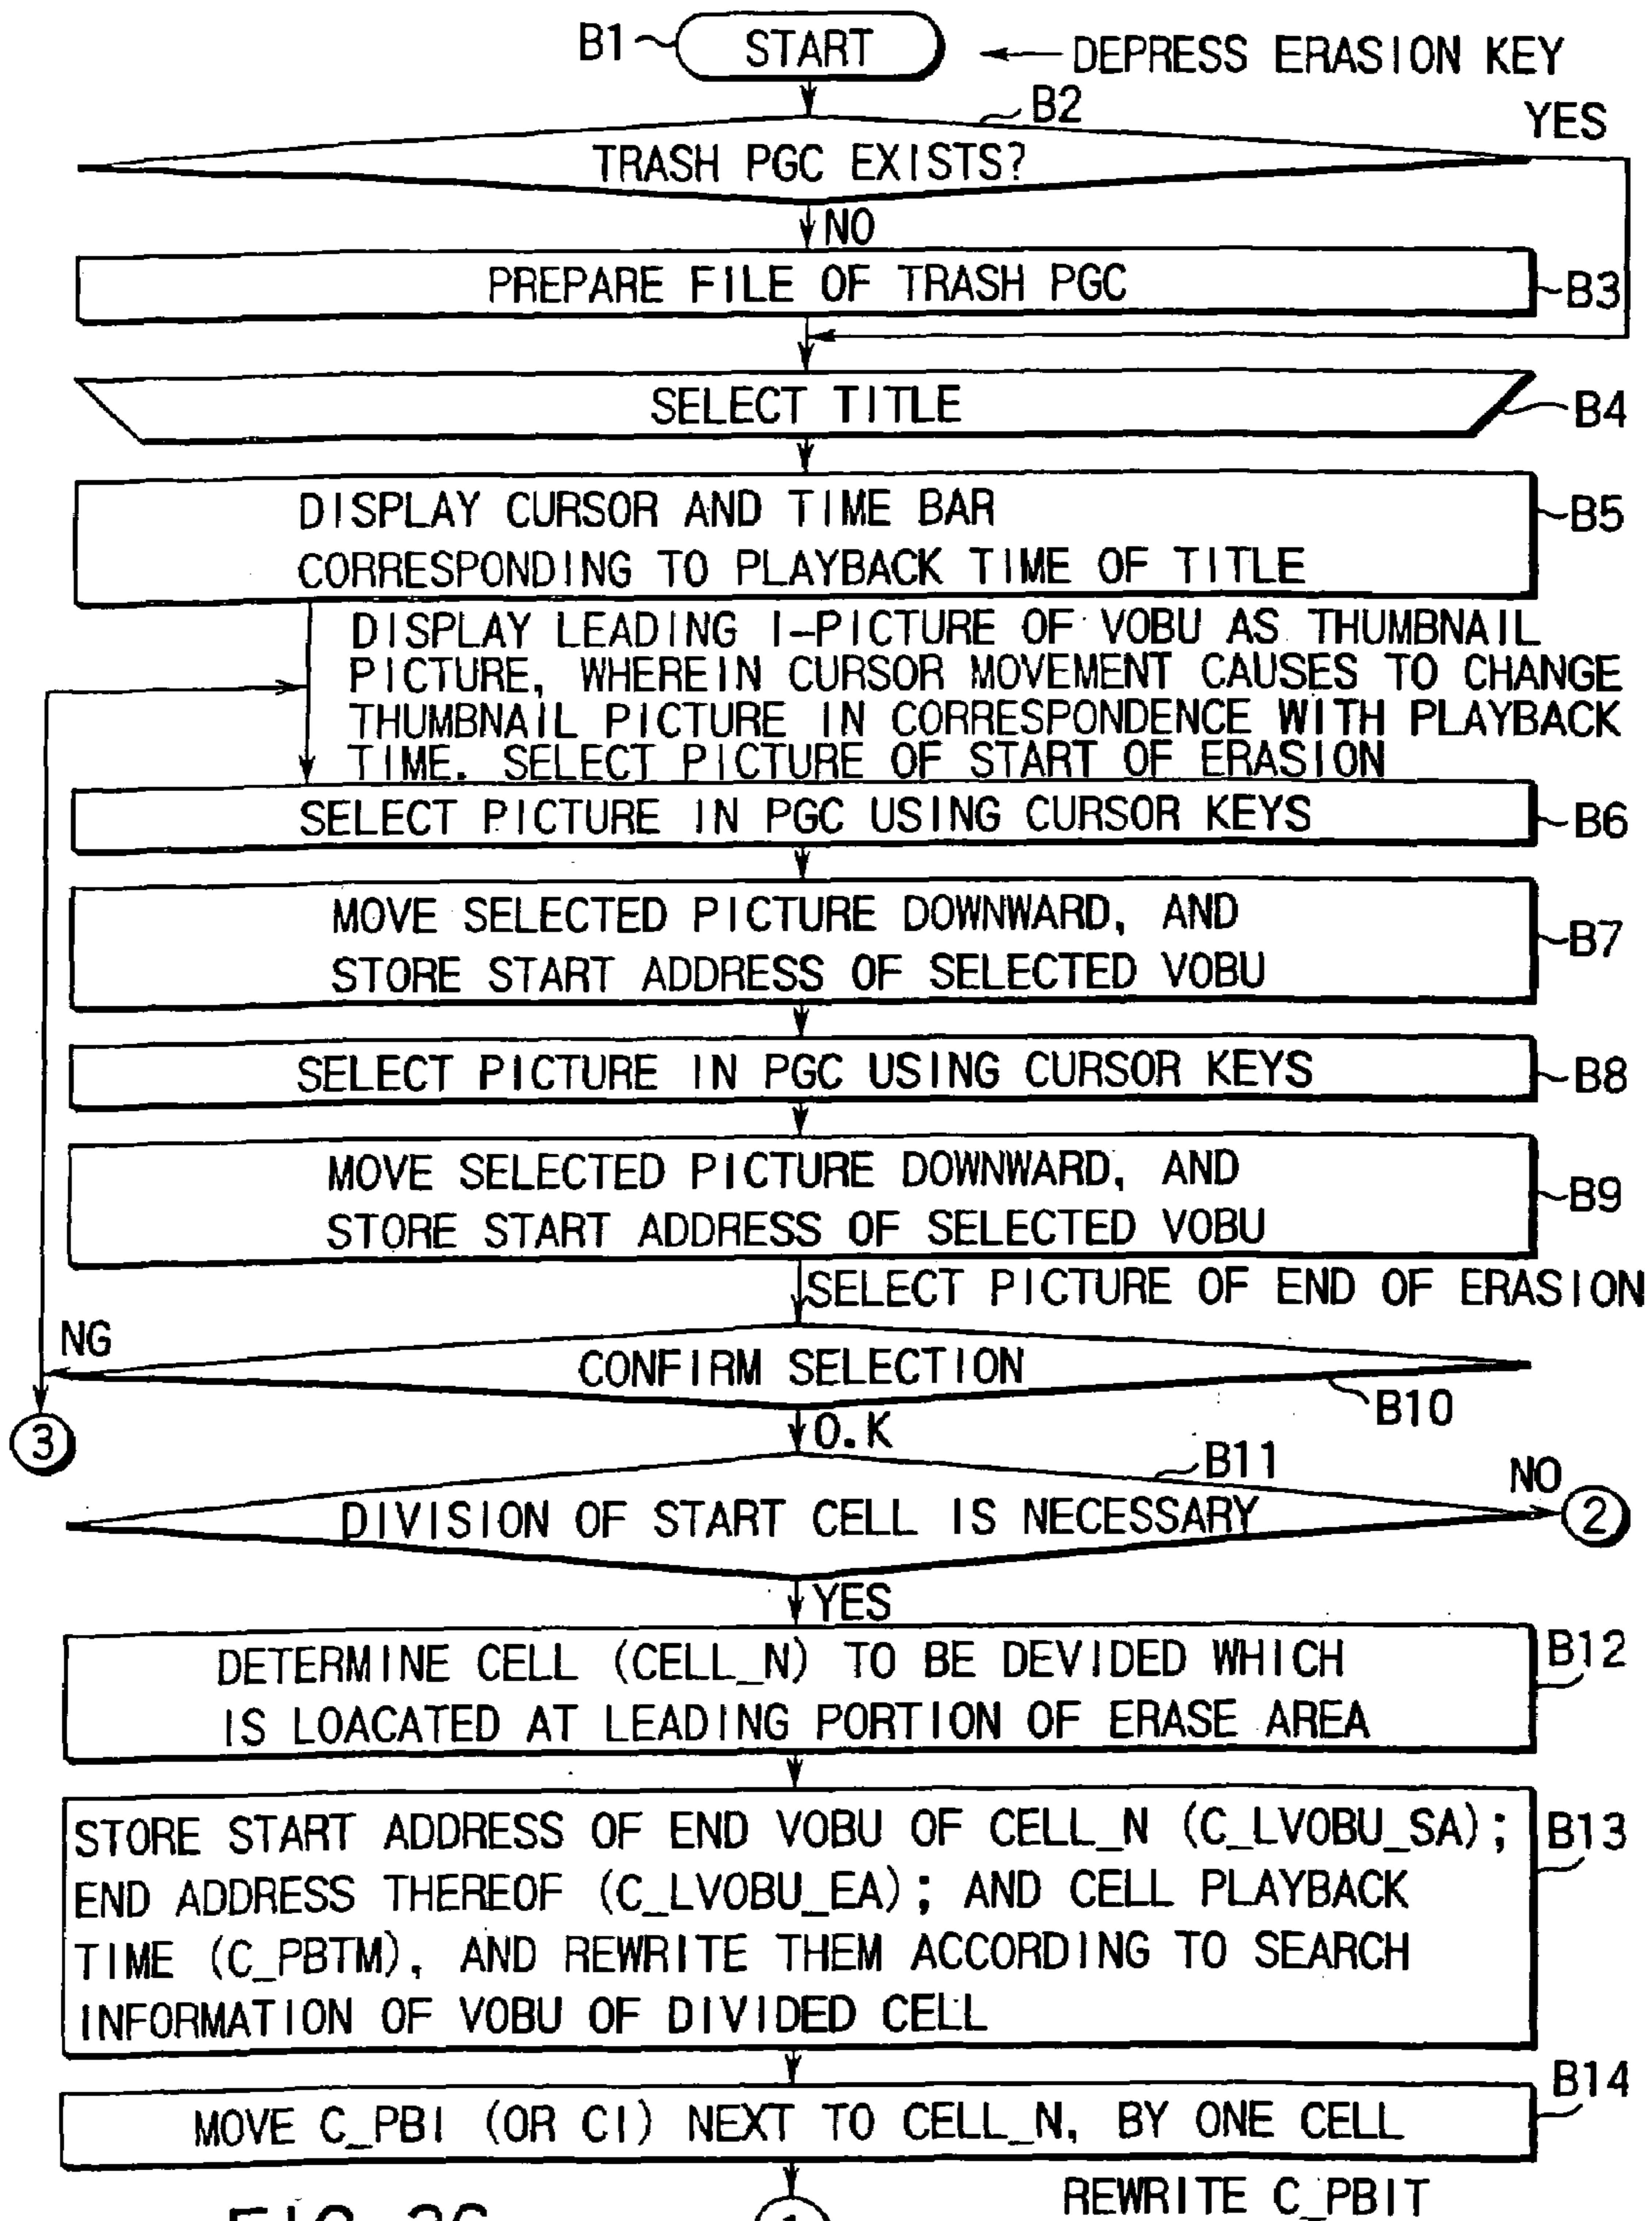 B1
START
DEPRESS ERASION KEY
B2
YES
TRASH PGC EXISTS?
NO
PREPARE FILE OF TRASH PGC
B3
SELECT TITLE
B4
DISPLAY CURSOR AND TIME BAR
CORRESPONDING TO PLAYBACK TIME OF TITLE
B5
DISPLAY LEADING I-PICTURE OF VOBU AS THUMBNAIL
PICTURE, WHEREIN CURSOR MOVEMENT CAUSES TO CHANGE
THUMBNAIL PICTURE IN CORRESPONDENCE WITH PLAYBACK
TIME. SELECT PICTURE OF START OF ERASION
SELECT PICTURE IN PGC USING CURSOR KEYS
B6
MOVE SELECTED PICTURE DOWNWARD, AND
STORE START ADDRESS OF SELECTED VOBU
B7
SELECT PICTURE IN PGC USING CURSOR KEYS
B8
MOVE SELECTED PICTURE DOWNWARD, AND
STORE START ADDRESS OF SELECTED VOBU
B9
SELECT PICTURE OF END OF ERASION
NG
CONFIRM SELECTION
B10
3
O.K
B11
NO
DIVISION OF START CELL IS NECESSARY
2
YES
DETERMINE CELL (CELL_N) TO BE DEVIDED WHICH
IS LOACATED AT LEADING PORTION OF ERASE AREA
B12
STORE START ADDRESS OF END VOBU OF CELL_N (C_LVOBU_SA);
END ADDRESS THEREOF (C_LVOBU_EA); AND CELL PLAYBACK
TIME (C_PBTM), AND REWRITE THEM ACCORDING TO SEARCH
INFORMATION OF VOBU OF DIVIDED CELL
B13
B14
MOVE C_PBI (OR CI) NEXT TO CELL_N, BY ONE CELL
REWRITE C_PBIT